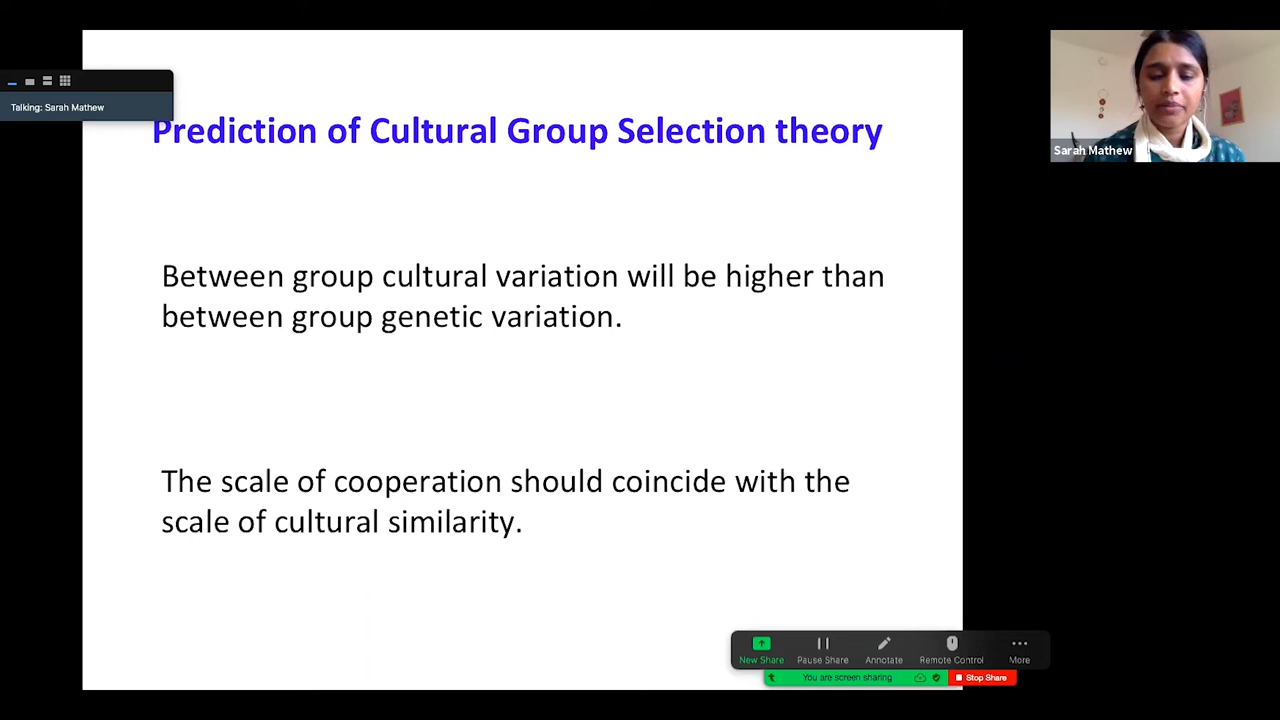 Talking: Sarah Mathew
Prediction of Cultural Group Selection theory
Sarah Mathew
Between group cultural variation will be higher than
between group genetic variation.
The scale of cooperation should coincide with the
scale of cultural similarity.
New Share
Pause Share
Annotate
Remote Control
More
You are screen sharing
Stop Share